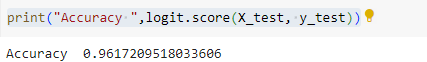 print("Accuracy ",logit.score(X_test, y_test))
Accuracy  0.9617209518033606